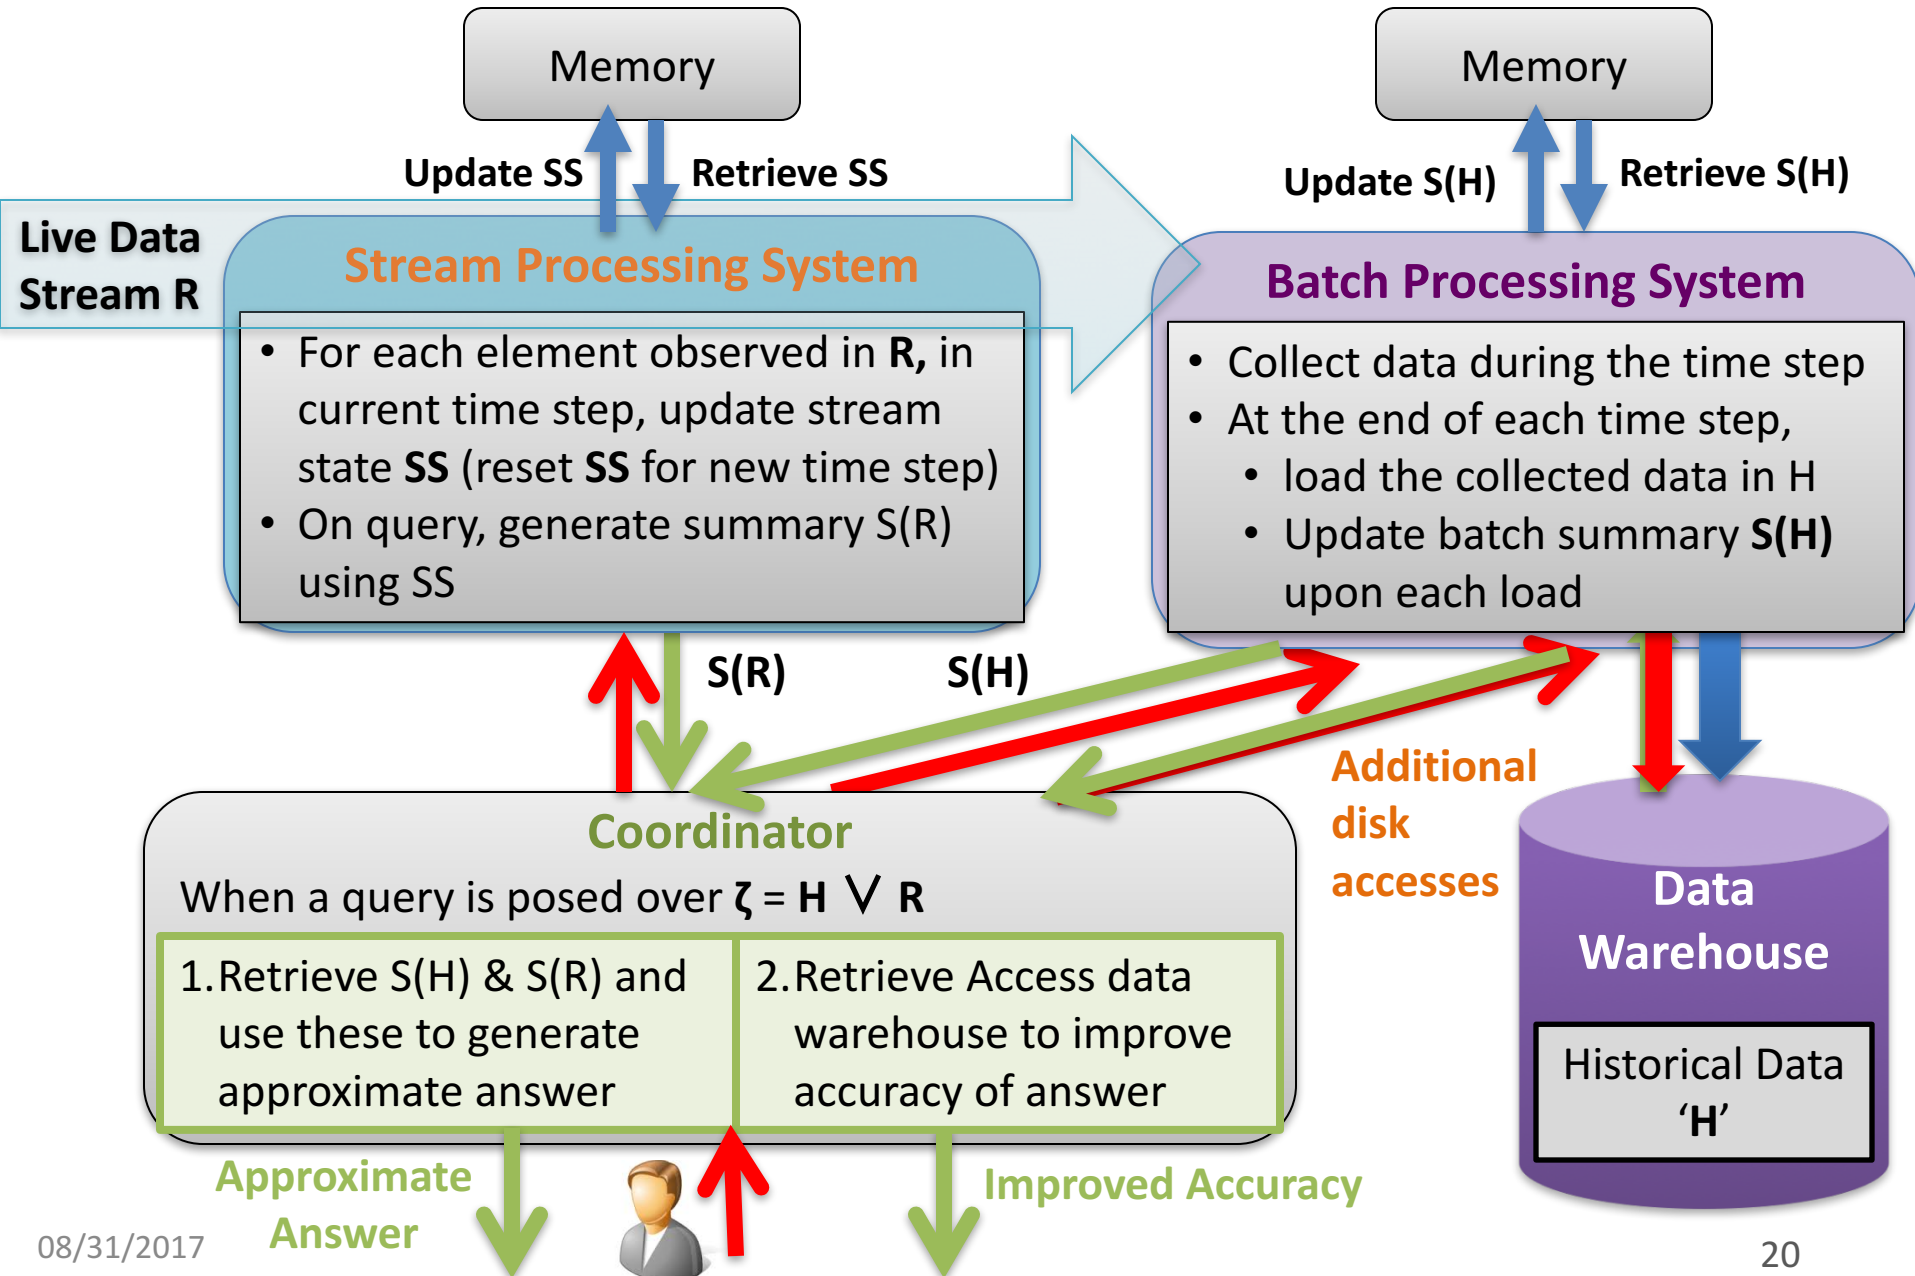 Memory
Memory
Update SS
Retrieve SS
Update S(H)
Retrieve S(H)
Live Data
Stream R
Stream Processing System
• For each element observed in R, in
current time step, update stream
state SS (reset SS for new time step)
• On query, generate summary S(R)
using SS
Batch Processing System
• Collect data during the time step
• At the end of each time step,
• load the collected data in H
• Update batch summary S(H)
upon each load
S(R)
S(H)
Additional
disk
accesses
Coordinator
When a query is posed over ζ = H ∨ R
1. Retrieve S(H) & S(R) and
use these to generate
approximate answer
2. Retrieve Access data
warehouse to improve
accuracy of answer
Data
Warehouse
Historical Data
‘H’
Approximate
Answer
Improved Accuracy
08/31/2017
20